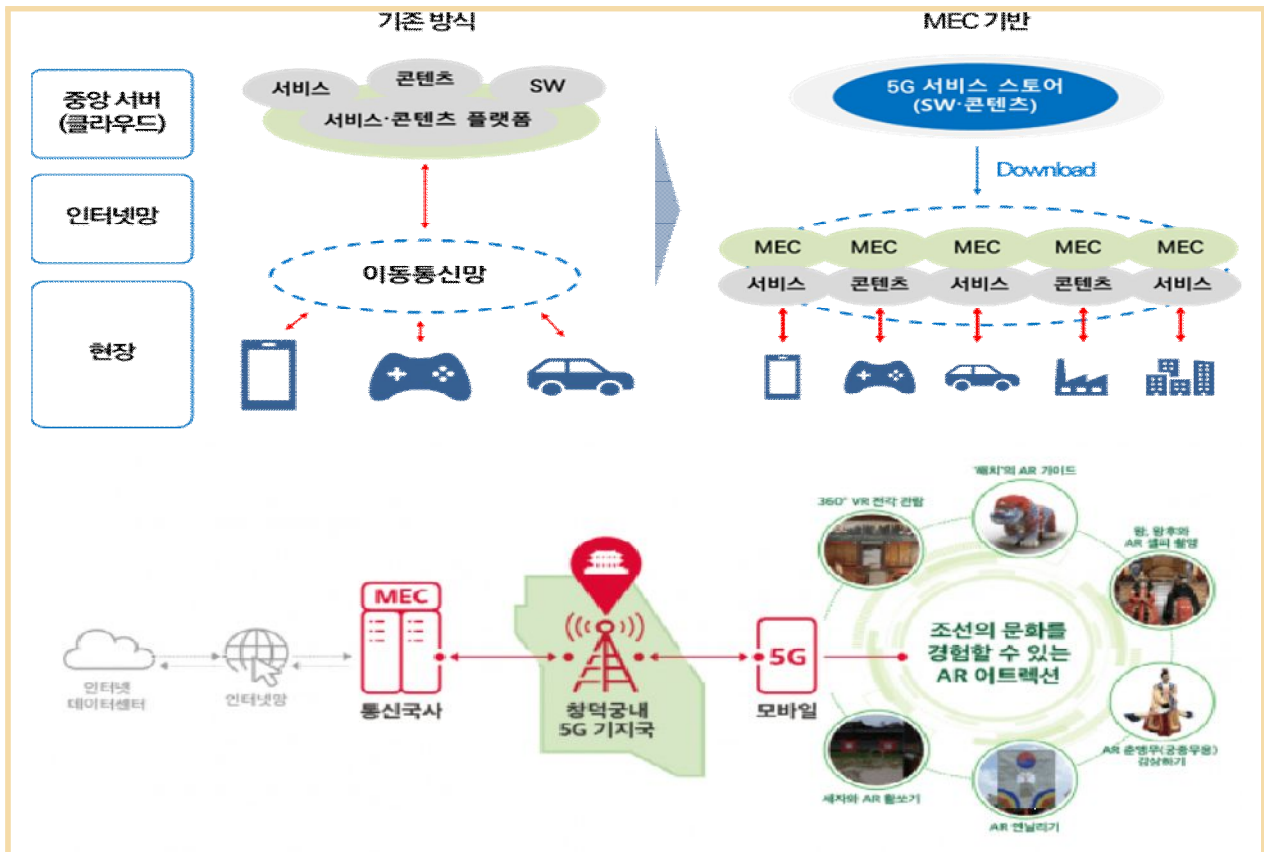 기존 방식
MEC 기반
중앙 서버
(클라우드)
서비스
콘텐츠
SW
서비스·콘텐츠 플랫폼
5G 서비스 스토어
(SW·콘텐츠)
Download
인터넷망
이동통신망
MEC
MEC
MEC
MEC
MEC
서비스
콘텐츠
서비스
콘텐츠
서비스
현장
'해치'의 AR 가이드
360° VR 전각 관람
왕, 왕후와
AR 셀피 촬영
MEC
5G
조선의 문화를
경험할 수 있는
AR 어트랙션
인터넷
데이터센터
인터넷망
통신국사
창덕궁내
5G 기지국
모바일
AR 춘앵무(궁중무용)
감상하기
세자와 AR 활쏘기
AR 연날리기